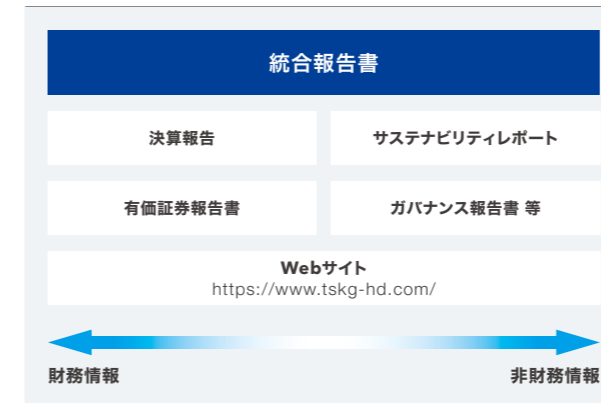 統合報告書
決算報告
サステナビリティレポート
有価証券報告書
ガバナンス報告書 等
Webサイト
https://www.tskg-hd.com/
財務情報
非財務情報